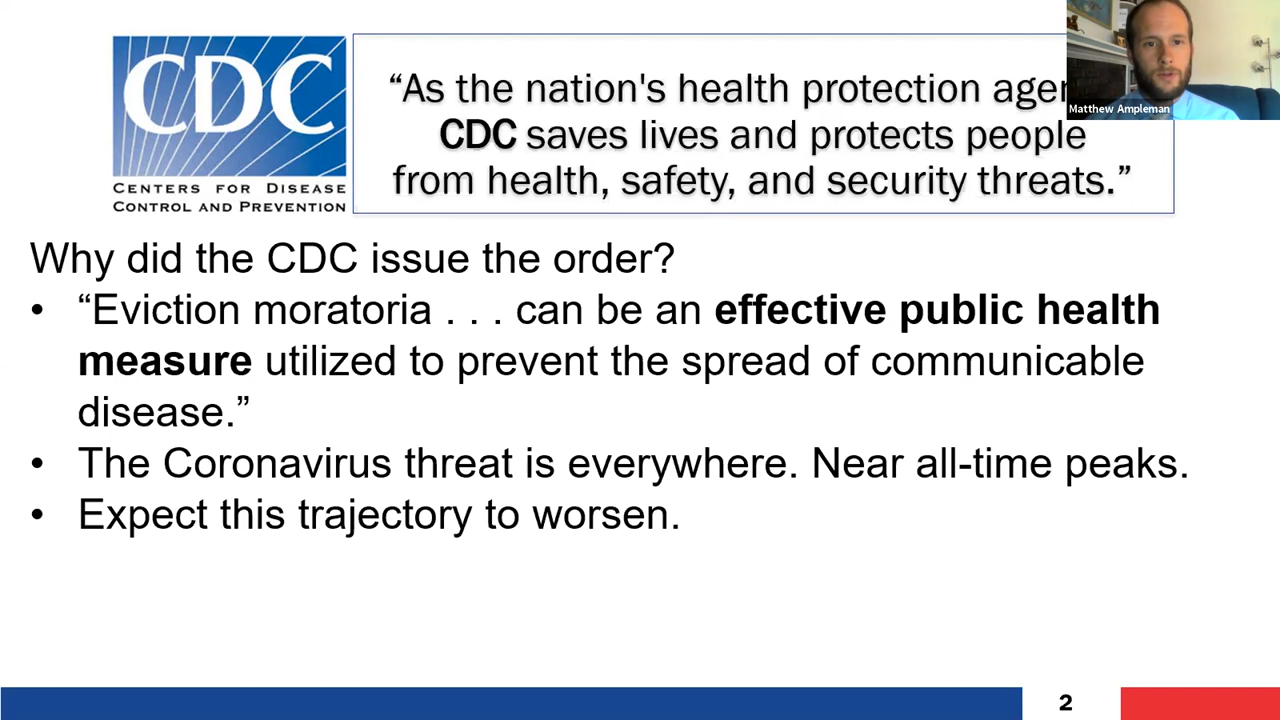 CDC
CENTERS FOR DISEASE
CONTROL AND PREVENTION
“As the nation's health protection
CDC saves lives and protects people
from health, safety, and security threats.”
Matthew Ampleman
Why did the CDC issue the order?
• “Eviction moratoria . . . can be an effective public health
measure utilized to prevent the spread of communicable
disease.”
• The Coronavirus threat is everywhere. Near all-time peaks.
• Expect this trajectory to worsen.
2